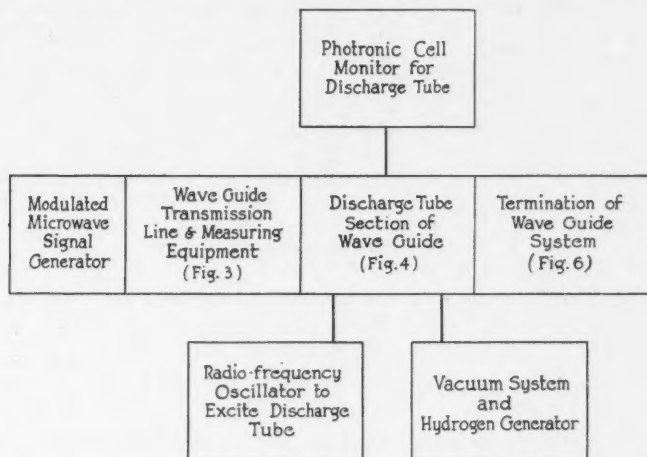 Photronic Cell
Monitor for
Discharge Tube
Modulated
Microwave
Signal
Generator
Wave Guide
Transmission
Line & Measuring
Equipment
(Fig. 3)
Discharge Tube
Section of
Wave Guide
(Fig. 4)
Termination of
Wave Guide
System
(Fig. 6)
Radio-frequency
Oscillator to
Excite Discharge
Tube
Vacuum System
and
Hydrogen Generator